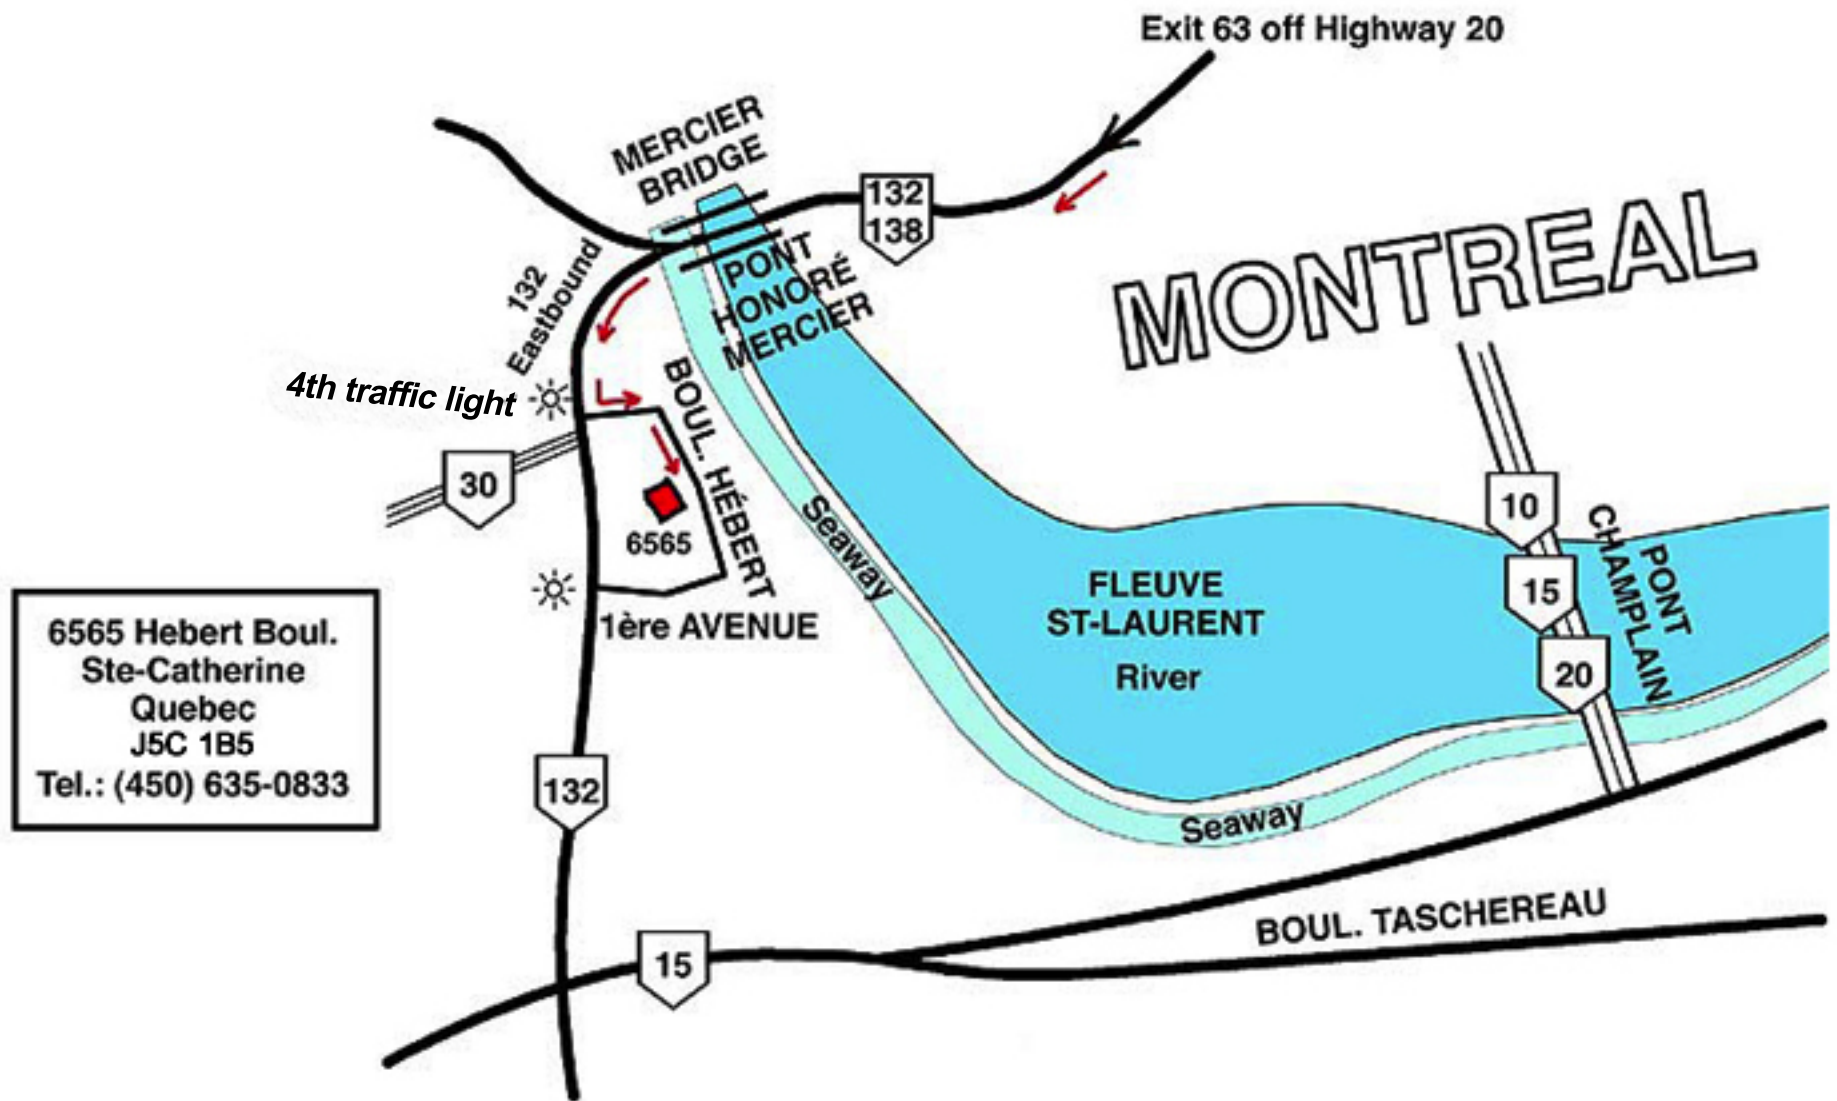 Exit 63 off Highway 20
MERCIER
BRIDGE
132
138
PONT
HONORÉ
MERCIER
MONTREAL
132
Eastbound
4th traffic light
BOUL. HÉBERT
30
6565
1ère AVENUE
Seaway
FLEUVE
ST-LAURENT
River
10
15
20
PONT
CHAMPLAIN
6565 Hebert Boul.
Ste-Catherine
Quebec
J5C 1B5
Tel.: (450) 635-0833
132
Seaway
BOUL. TASCHEREAU
15